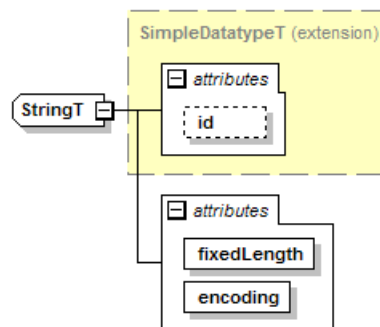 SimpleDatatypeT (extension)
attributes
StringT
id
attributes
fixedLength
encoding